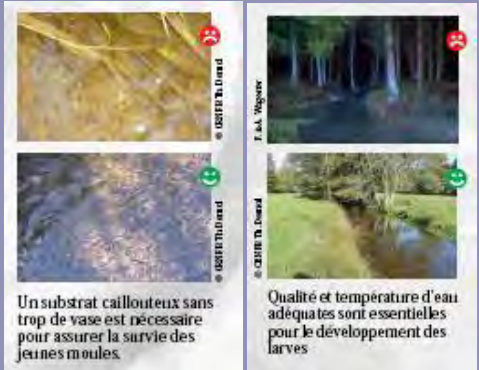 Un substrat caillouteux sans
trop de vase est nécessaire
pour assurer la survie des
jeunes moules.
Qualité et température d'eau
adéquates sont essentielles
pour le développement des
larves